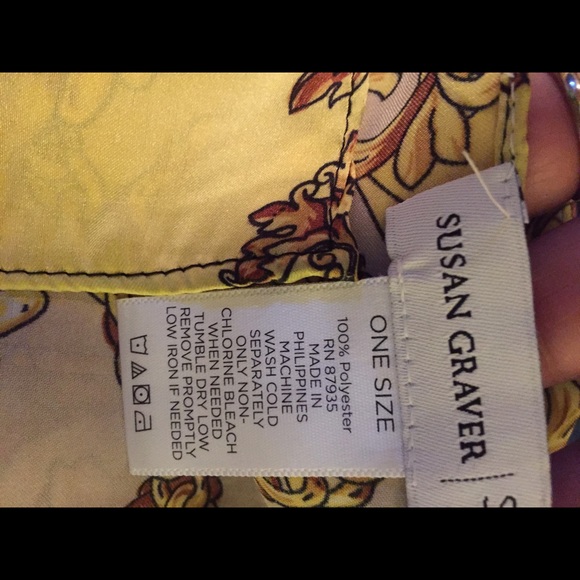 SUSAN GRAVER
ONE SIZE
100% Polyester
RN 87935
MADE IN
PHILIPPINES
MACHINE
WASH COLD
SEPARATELY
ONLY NON-
CHLORINE BLEACH
WHEN NEEDED
TUMBLE DRY LOW
REMOVE PROMPTLY
LOW IRON IF NEEDED